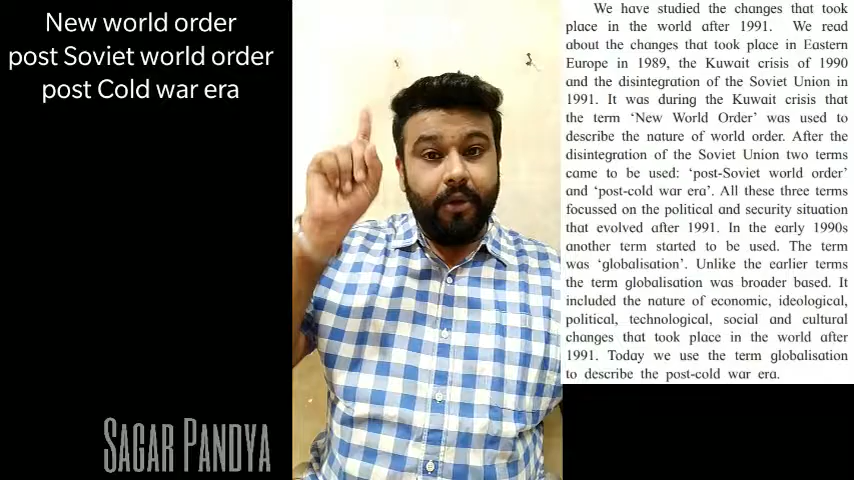 New world order
post Soviet world order
post Cold war era
SAGAR PANDYA
We have studied the changes that took
place in the world after 1991. We read
about the changes that took place in Eastern
Europe in 1989, the Kuwait crisis of 1990
and the disintegration of the Soviet Union in
1991. It was during the Kuwait crisis that
the term ‘New World Order’ was used to
describe the nature of world order. After the
disintegration of the Soviet Union two terms
came to be used: ‘post-Soviet world order’
and ‘post-cold war era’. All these three terms
focussed on the political and security situation
that evolved after 1991. In the early 1990s
another term started to be used. The term
was ‘globalisation’. Unlike the earlier terms
the term globalisation was broader based. It
included the nature of economic, ideological,
political, technological, social and cultural
changes that took place in the world after
1991. Today we use the term globalisation
to describe the post-cold war era.